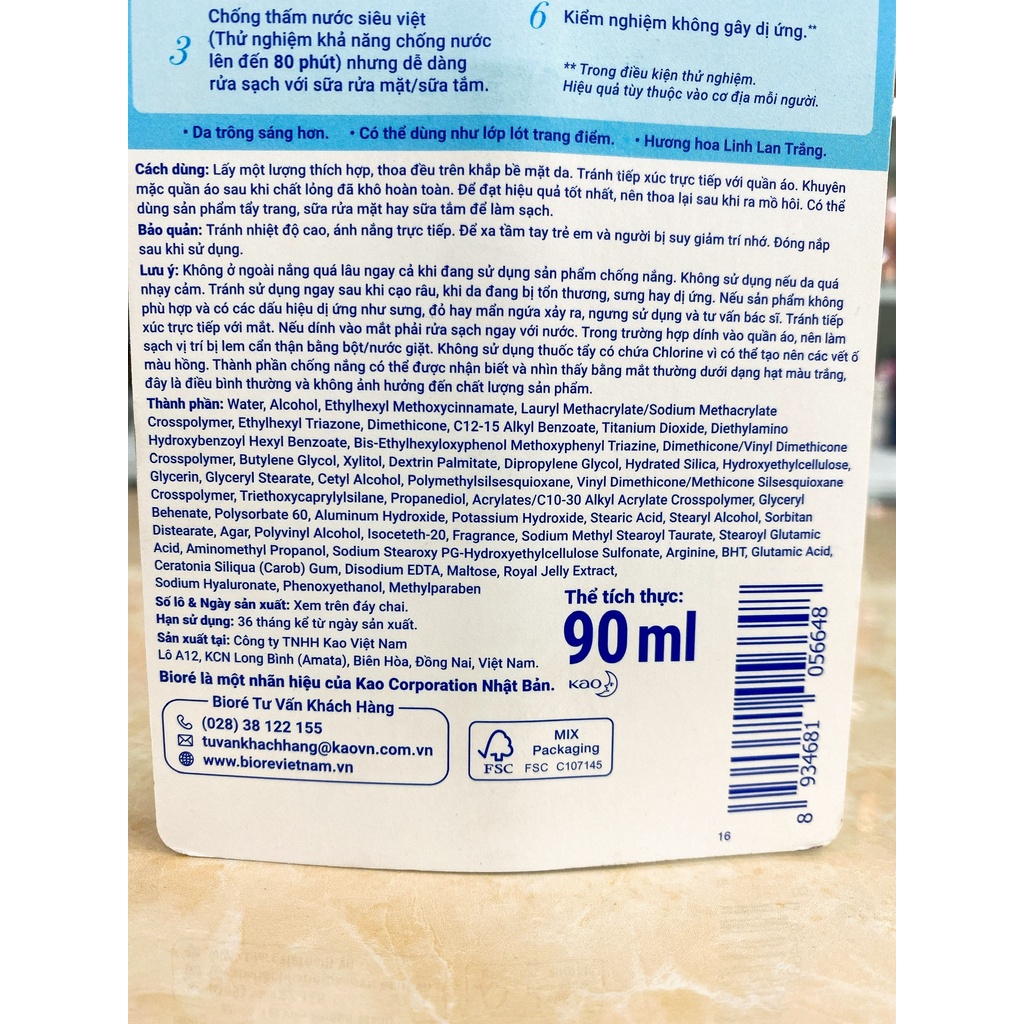 3
Chống thấm nước siêu việt
(Thử nghiệm khả năng chống nước
lên đến 80 phút) nhưng dễ dàng
rửa sạch với sữa rửa mặt/sữa tắm.
6 Kiểm nghiệm không gây dị ứng.**
** Trong điều kiện thử nghiệm.
Hiệu quả tùy thuộc vào cơ địa mỗi người.
• Da trông sáng hơn. • Có thể dùng như lớp lót trang điểm. • Hương hoa Linh Lan Trắng.
Cách dùng: Lấy một lượng thích hợp, thoa đều trên khắp bề mặt da. Tránh tiếp xúc trực tiếp với quần áo. Khuyên
mặc quần áo sau khi chất lỏng đã khô hoàn toàn. Để đạt hiệu quả tốt nhất, nên thoa lại sau khi ra mồ hôi. Có thể
dùng sản phẩm tẩy trang, sữa rửa mặt hay sữa tắm để làm sạch.
Bảo quản: Tránh nhiệt độ cao, ánh nắng trực tiếp. Để xa tầm tay trẻ em và người bị suy giảm trí nhớ. Đóng nắp
sau khi sử dụng.
Lưu ý: Không ở ngoài nắng quá lâu ngay cả khi đang sử dụng sản phẩm chống nắng. Không sử dụng nếu da quá
nhạy cảm. Tránh sử dụng ngay sau khi cạo râu, khi da đang bị tổn thương, sưng hay dị ứng. Nếu sản phẩm không
phù hợp và có các dấu hiệu dị ứng như sưng, đỏ hay mẩn ngứa xảy ra, ngưng sử dụng và tư vấn bác sĩ. Tránh tiếp
xúc trực tiếp với mắt. Nếu dính vào mắt phải rửa sạch ngay với nước. Trong trường hợp dính vào quần áo, nên làm
sạch vị trí bị lem cẩn thận bằng bột/nước giặt. Không sử dụng thuốc tẩy có chứa Chlorine vì có thể tạo nên các vết ố
màu hồng. Thành phần chống nắng có thể được nhận biết và nhìn thấy bằng mắt thường dưới dạng hạt màu trắng,
đây là điều bình thường và không ảnh hưởng đến chất lượng sản phẩm.
Thành phần: Water, Alcohol, Ethylhexyl Methoxycinnamate, Lauryl Methacrylate/Sodium Methacrylate
Crosspolymer, Ethylhexyl Triazone, Dimethicone, C12-15 Alkyl Benzoate, Titanium Dioxide, Diethylamino
Hydroxybenzoyl Hexyl Benzoate, Bis-Ethylhexyloxyphenol Methoxyphenyl Triazine, Dimethicone/Vinyl Dimethicone
Crosspolymer, Butylene Glycol, Xylitol, Dextrin Palmitate, Dipropylene Glycol, Hydrated Silica, Hydroxyethylcellulose,
Glycerin, Glyceryl Stearate, Cetyl Alcohol, Polymethylsilsesquioxane, Vinyl Dimethicone/Methicone Silsesquioxane
Crosspolymer, Triethoxycaprylylsilane, Propanediol, Acrylates/C10-30 Alkyl Acrylate Crosspolymer, Glyceryl
Behenate, Polysorbate 60, Aluminum Hydroxide, Potassium Hydroxide, Stearic Acid, Stearyl Alcohol, Sorbitan
Distearate, Agar, Polyvinyl Alcohol, Isoceteth-20, Fragrance, Sodium Methyl Stearoyl Taurate, Stearoyl Glutamic
Acid, Aminomethyl Propanol, Sodium Stearoxy PG-Hydroxyethylcellulose Sulfonate, Arginine, BHT, Glutamic Acid,
Ceratonia Siliqua (Carob) Gum, Disodium EDTA, Maltose, Royal Jelly Extract,
Sodium Hyaluronate, Phenoxyethanol, Methylparaben
Số lô & Ngày sản xuất: Xem trên đáy chai.
Hạn sử dụng: 36 tháng kể từ ngày sản xuất.
Sản xuất tại: Công ty TNHH Kao Việt Nam
Lô A12, KCN Long Bình (Amata), Biên Hòa, Đồng Nai, Việt Nam.
Bioré là một nhãn hiệu của Kao Corporation Nhật Bản.
Thể tích thực:
90 ml
Kao
Bioré Tư Vấn Khách Hàng
(028) 38 122 155
tuvankhachhang@kaovn.com.vn
www.biorevietnam.vn
MIX
Packaging
FSC FSC C107145
8 934681 056648
16